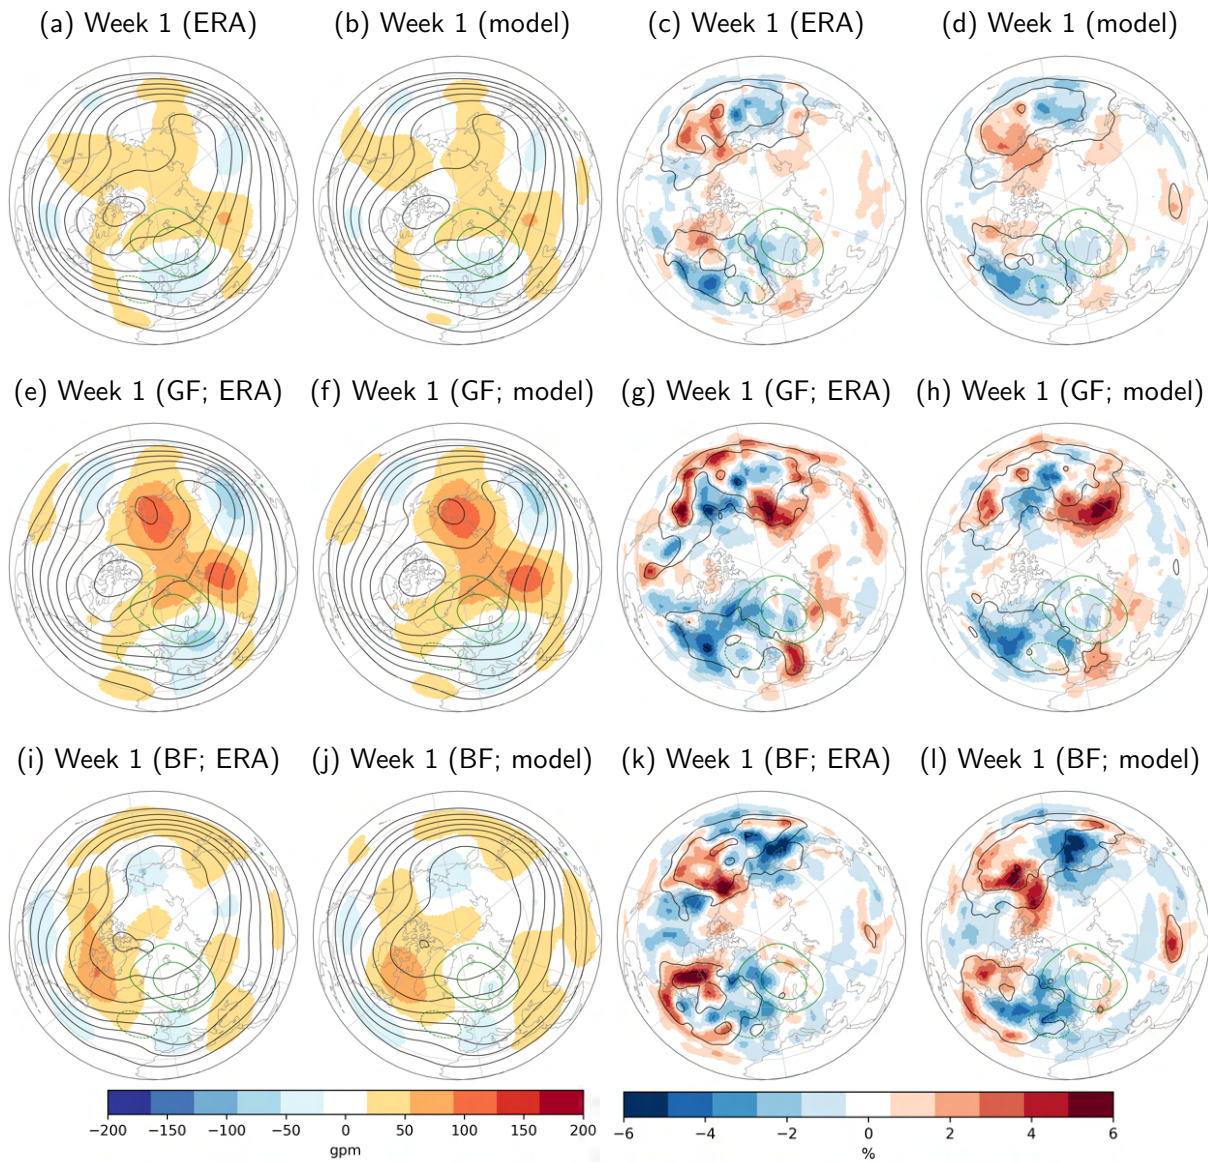 (a) Week 1 (ERA) (b) Week 1 (model) (c) Week 1 (ERA) (d) Week 1 (model)
(e) Week 1 (GF; ERA) (f) Week 1 (GF; model) (g) Week 1 (GF; ERA) (h) Week 1 (GF; model)
(i) Week 1 (BF; ERA) (j) Week 1 (BF; model) (k) Week 1 (BF; ERA) (l) Week 1 (BF; model)
−200 −150 −100 −50 0 50 100 150 200
gpm
−6 −4 −2 0 2 4 6
%